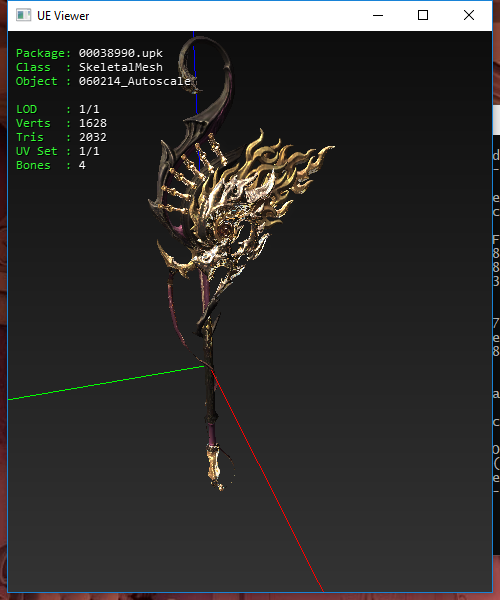 UE Viewer
Package: 00038990.upk
Class : SkeletalMesh
Object : 060214_Autoscale
LOD : 1/1
Verts : 1628
Tris : 2032
UV Set : 1/1
Bones : 4